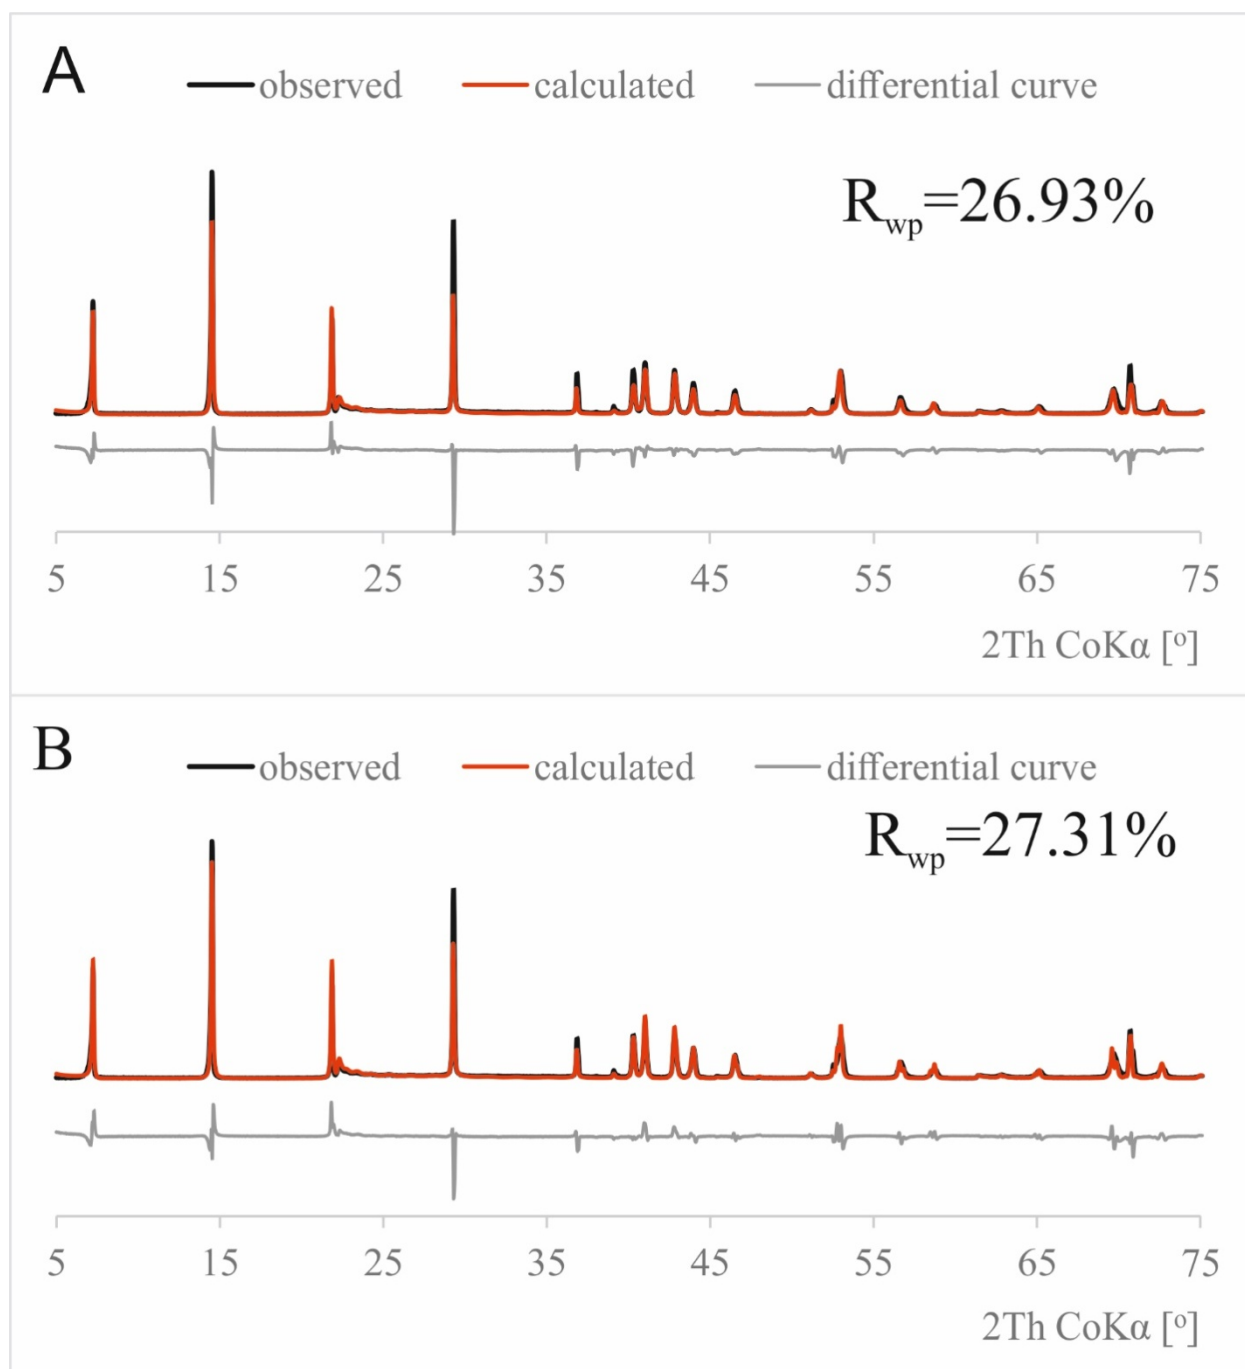 A
observed calculated differential curve
Rwp=26.93%
5 15 25 35 45 55 65 75
2Th CoKα [o]
B
observed calculated differential curve
Rwp=27.31%
5 15 25 35 45 55 65 75
2Th CoKα [o]